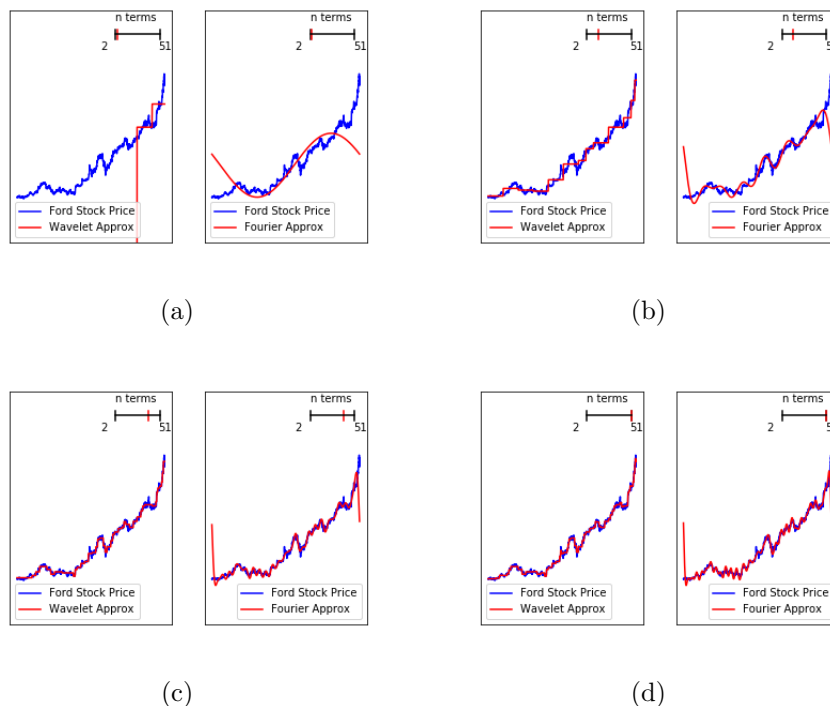 n terms
2 51
Ford Stock Price
Wavelet Approx
n terms
2 51
Ford Stock Price
Fourier Approx
(a)
n terms
2 51
Ford Stock Price
Wavelet Approx
n terms
2 5
Ford Stock Price
Fourier Approx
(b)
n terms
2 51
Ford Stock Price
Wavelet Approx
n terms
2 51
Ford Stock Price
Fourier Approx
(c)
n terms
2 51
Ford Stock Price
Wavelet Approx
n terms
2 5
Ford Stock Price
Fourier Approx
(d)